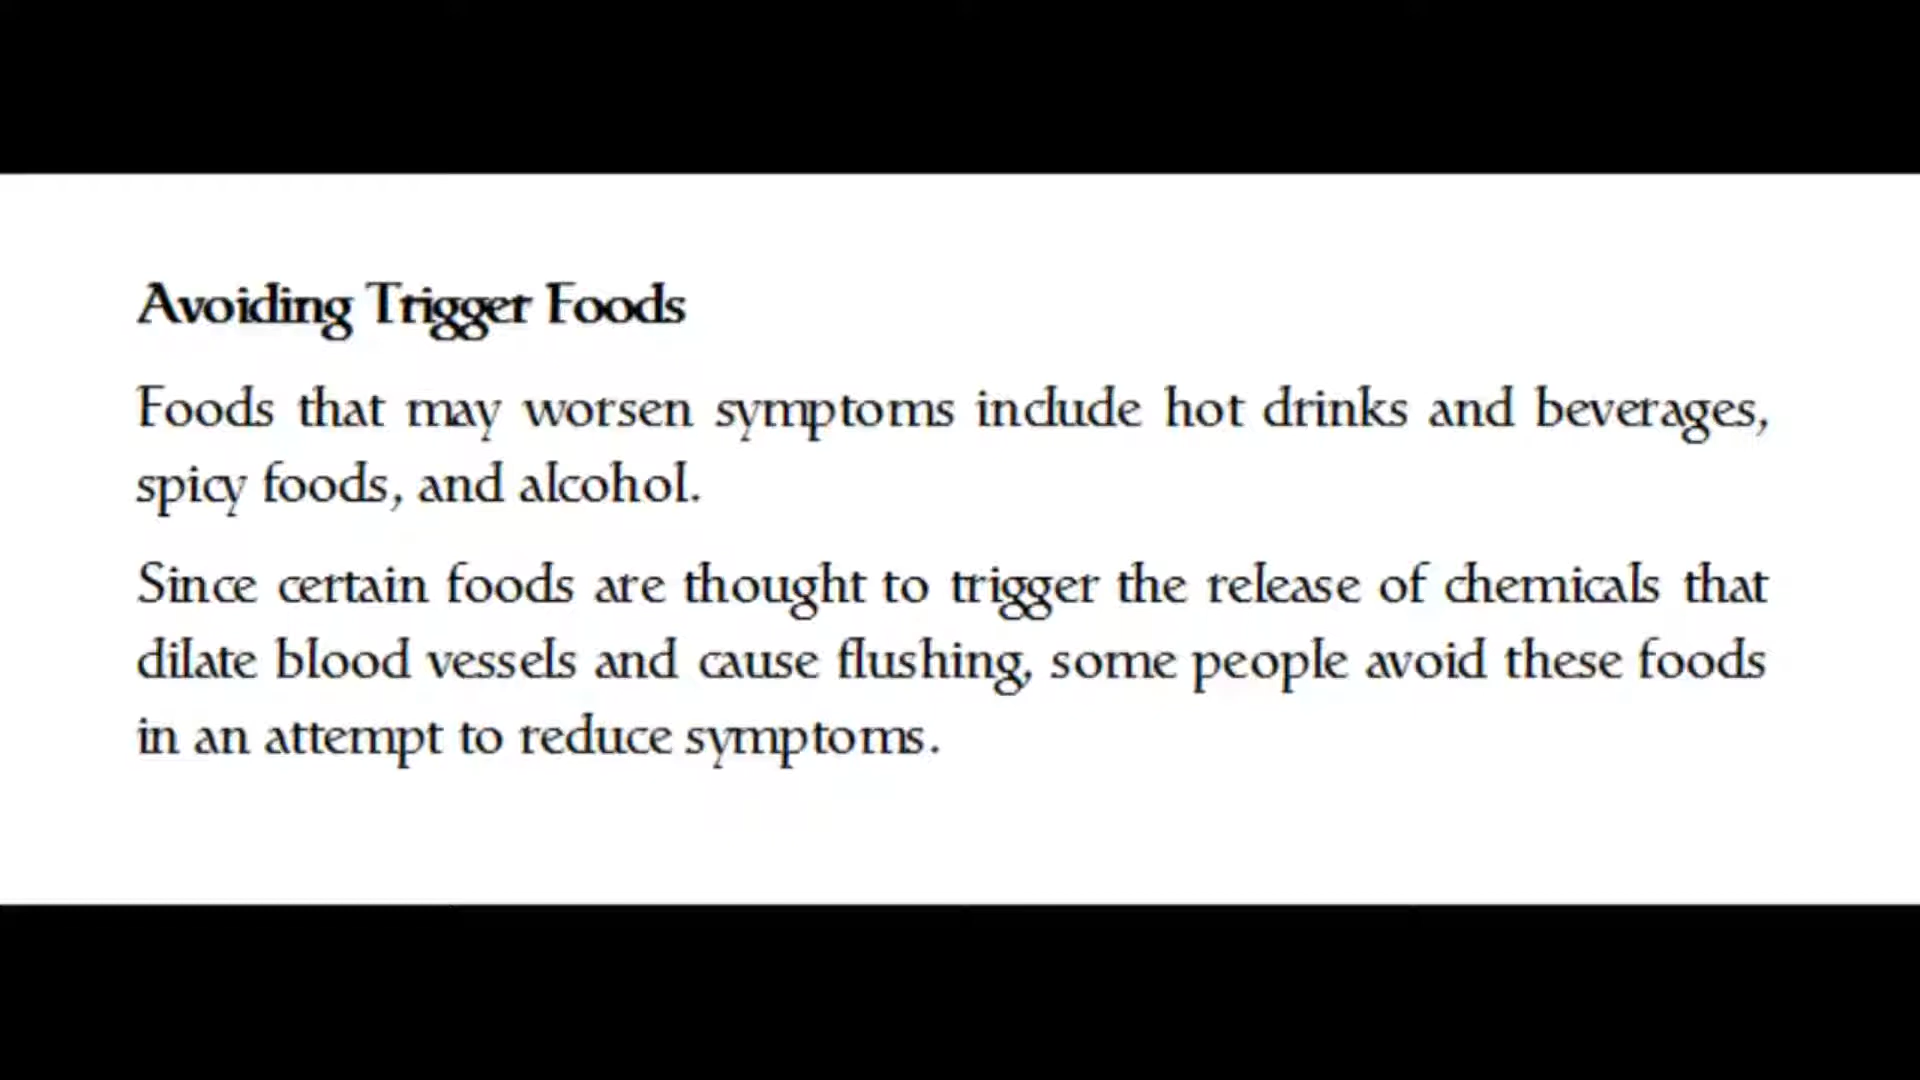 Avoiding Trigger Foods
Foods that may worsen symptoms include hot drinks and beverages,
spicy foods, and alcohol.
Since certain foods are thought to trigger the release of chemicals that
dilate blood vessels and cause flushing, some people avoid these foods
in an attempt to reduce symptoms.